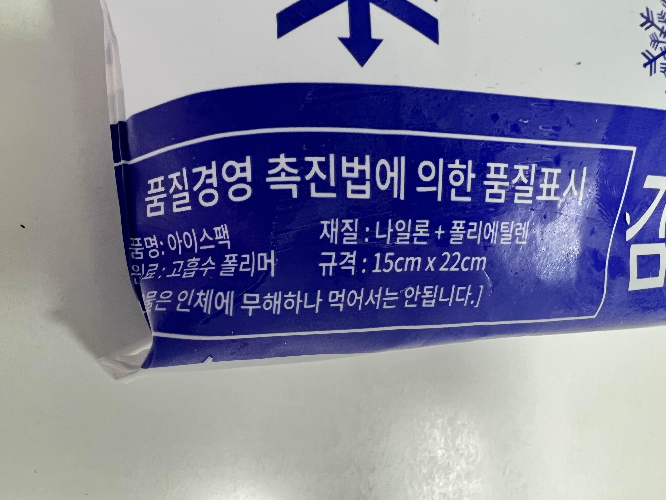 품질경영 촉진법에 의한 품질표시
품명: 아이스팩
재질 : 나일론 + 폴리에틸렌
원료 : 고흡수 폴리머
규격 : 15cm x 22cm
인체에 무해하나 먹어서는 안됩니다.]